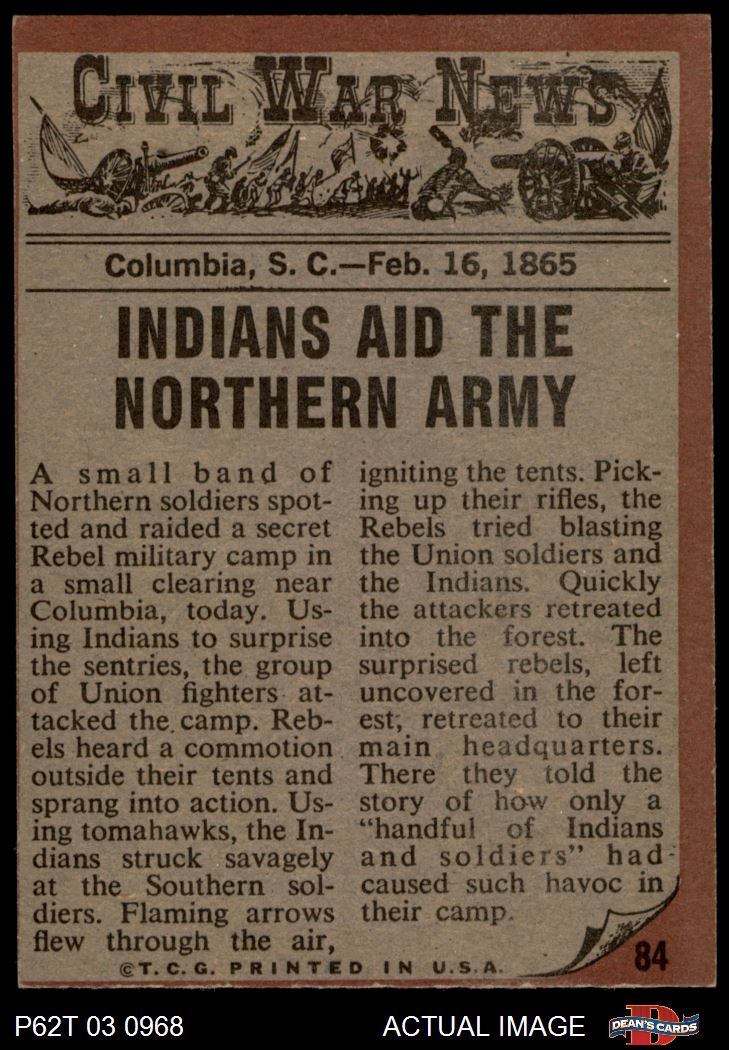 CIVIL WAR NEWS
Columbia, S. C.—Feb. 16, 1865
INDIANS AID THE
NORTHERN ARMY
A small band of
Northern soldiers spot-
ted and raided a secret
Rebel military camp in
a small clearing near
Columbia, today. Us-
ing Indians to surprise
the sentries, the group
of Union fighters at-
tacked the camp. Reb-
els heard a commotion
outside their tents and
sprang into action. Us-
ing tomahawks, the In-
dians struck savagely
at the Southern sol-
diers. Flaming arrows
flew through the air,
igniting the tents. Pick-
ing up their rifles, the
Rebels tried blasting
the Union soldiers and
the Indians. Quickly
the attackers retreated
into the forest. The
surprised rebels, left
uncovered in the for-
est, retreated to their
main headquarters.
There they told the
story of how only a
"handful of Indians
and soldiers" had
caused such havoc in
their camp.
©T.C.G. PRINTED IN U.S.A.
84
P62T 03 0968
ACTUAL IMAGE
D
DEAN'S CARDS